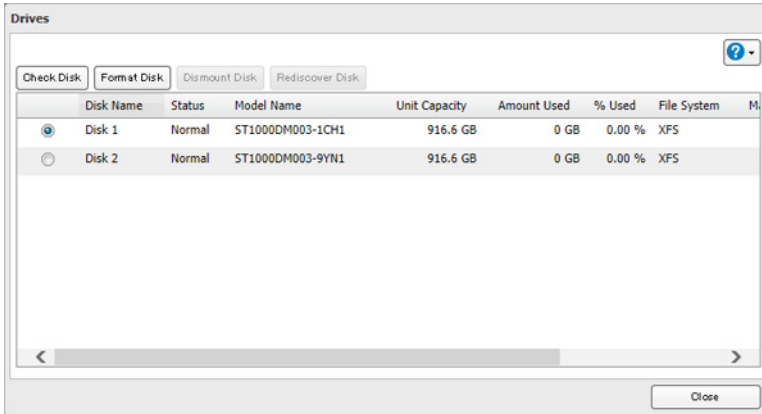 Drives
?
Check Disk Format Disk Dismount Disk Rediscover Disk
Disk Name Status Model Name Unit Capacity Amount Used % Used File System M
Disk 1 Normal ST1000DM003-1CH1 916.6 GB 0 GB 0.00 % XFS
Disk 2 Normal ST1000DM003-9YN1 916.6 GB 0 GB 0.00 % XFS
Close